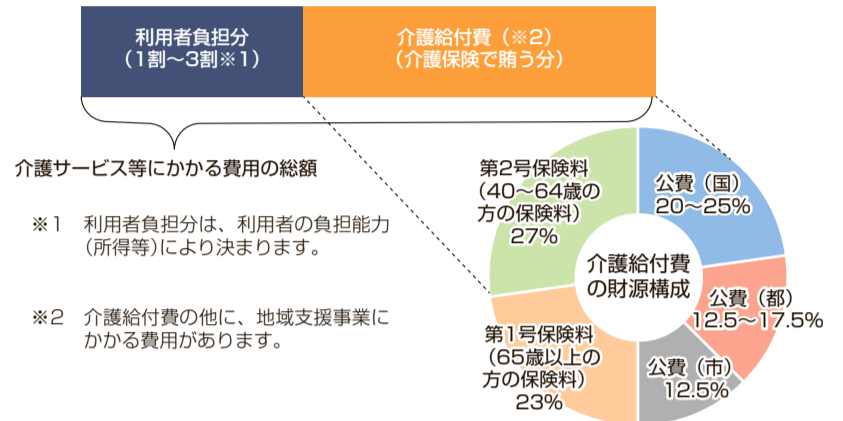 利用者負担分
（1割～3割※1）
介護給付費（※2）
（介護保険で賄う分）
介護サービス等にかかる費用の総額
※1　利用者負担分は、利用者の負担能力
（所得等）により決まります。
※2　介護給付費の他に、地域支援事業に
かかる費用があります。
第2号保険料
（40～64歳の
方の保険料）
27%
公費（国）
20～25%
介護給付費
の財源構成
公費（都）
12.5～17.5%
第1号保険料
（65歳以上の
方の保険料）
23%
公費（市）
12.5%